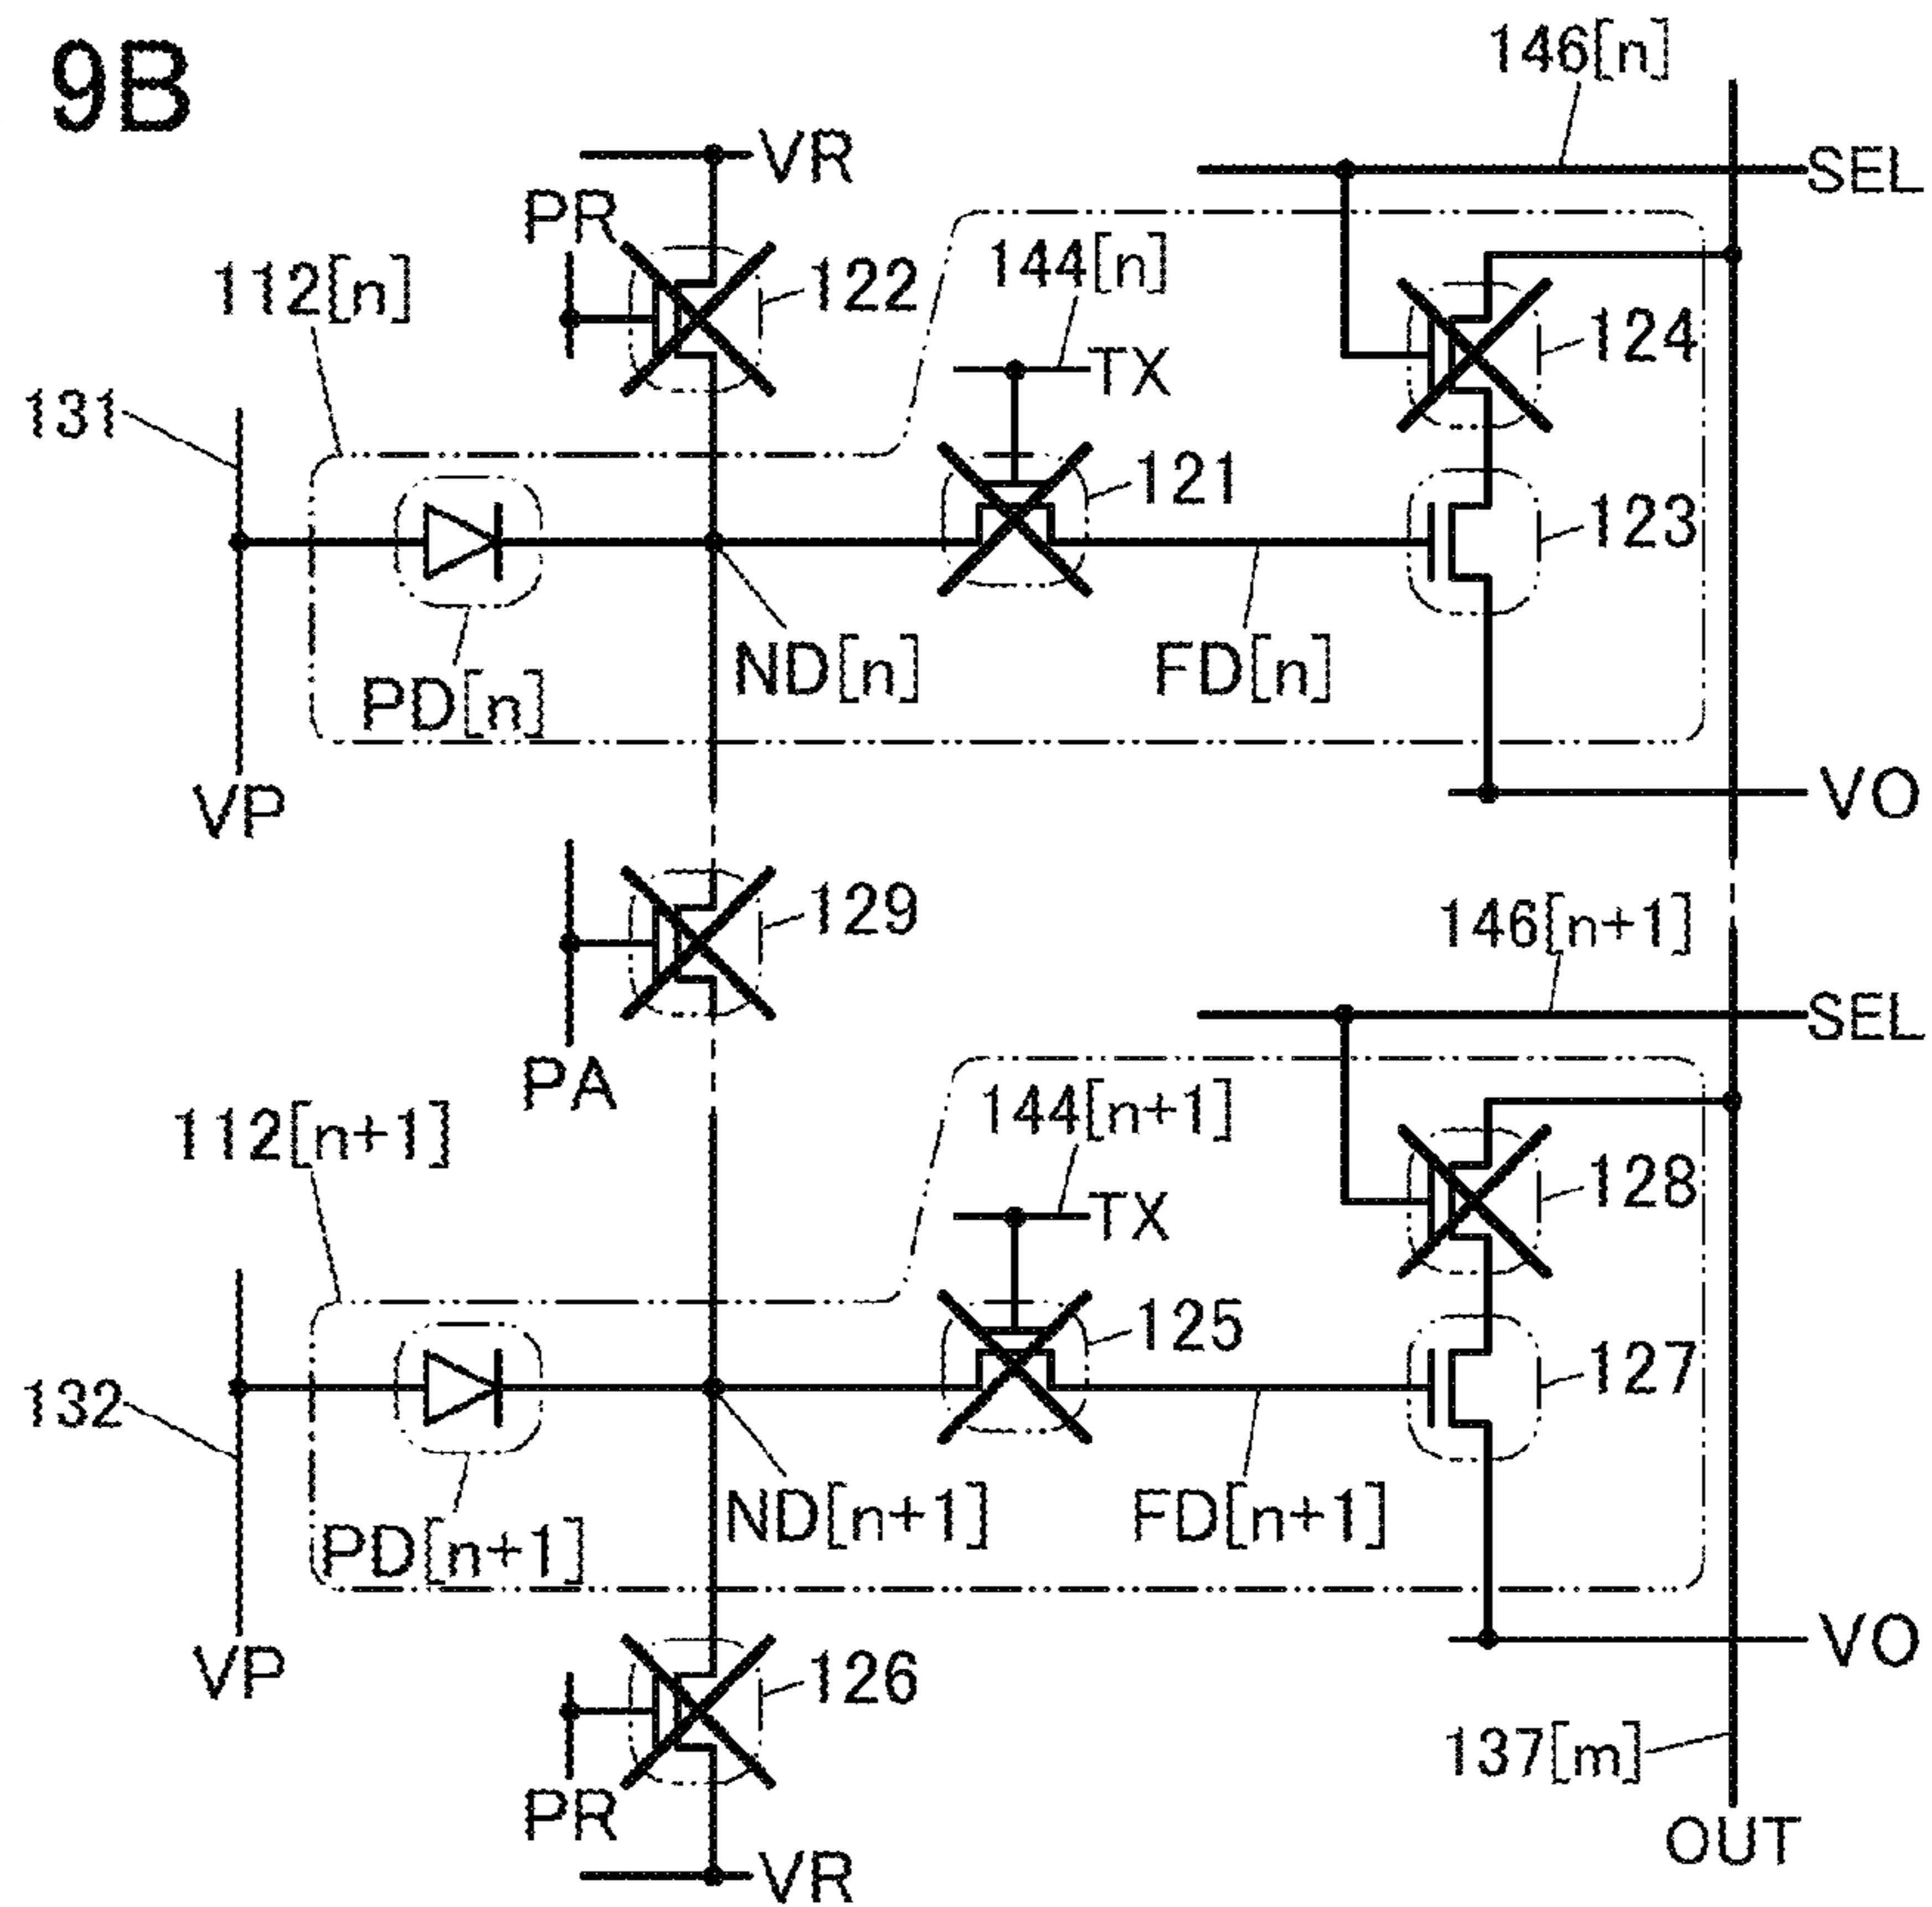 9B
146[n]
VR
SEL
PR
112[n]
122
144[n]
124
TX
131
121
123
ND[n]
FD[n]
PD[n]
VP
VO
129
146[n+1]
SEL
PA
112[n+1]
144[n+1]
128
TX
125
127
132
ND[n+1]
FD[n+1]
PD[n+1]
VP
VO
126
137[m]
PR
OUT
VR